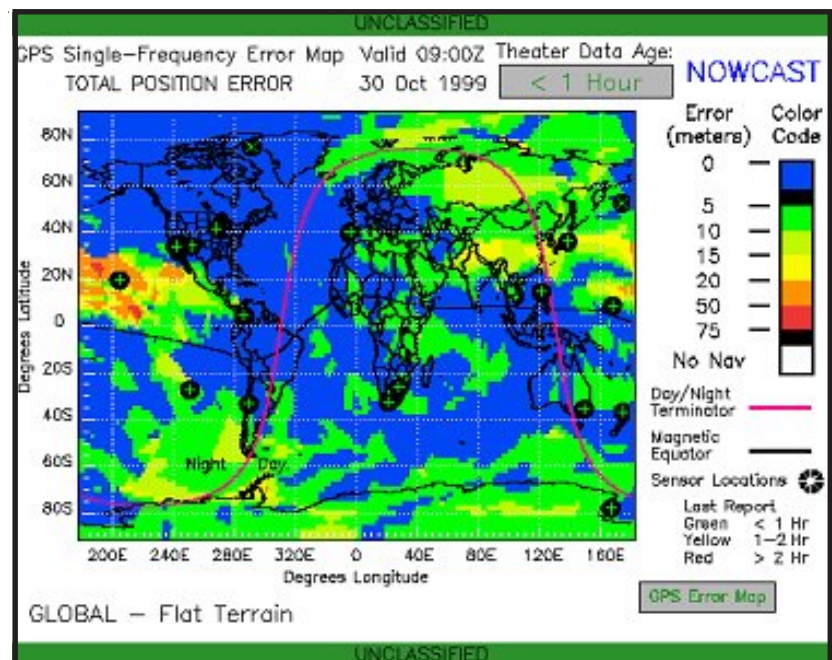 UNCLASSIFIED
GPS Single-Frequency Error Map Valid 09:00Z Theater Data Age:
TOTAL POSITION ERROR 30 Oct 1999 < 1 Hour
NOWCAST
Error (meters) Color Code
0
5
10
15
20
50
75
No Nav
Day/Night Terminator
Magnetic Equator
Sensor Locations
Last Report
Green < 1 Hr
Yellow 1-2 Hr
Red > 2 Hr
Degrees Latitude
80N
60N
40N
20N
0
20S
40S
60S
80S
Night Day
200E 240E 280E 320E 0 40E 80E 120E 160E
Degrees Longitude
GPS Error Map
GLOBAL - Flat Terrain
UNCLASSIFIED